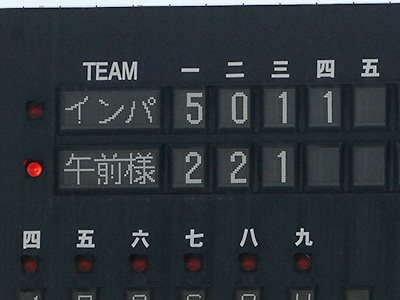 TEAM 一 二 三 四 五
インパ 5 0 1 1
午前様 2 2 1
四 五 六 七 八 九